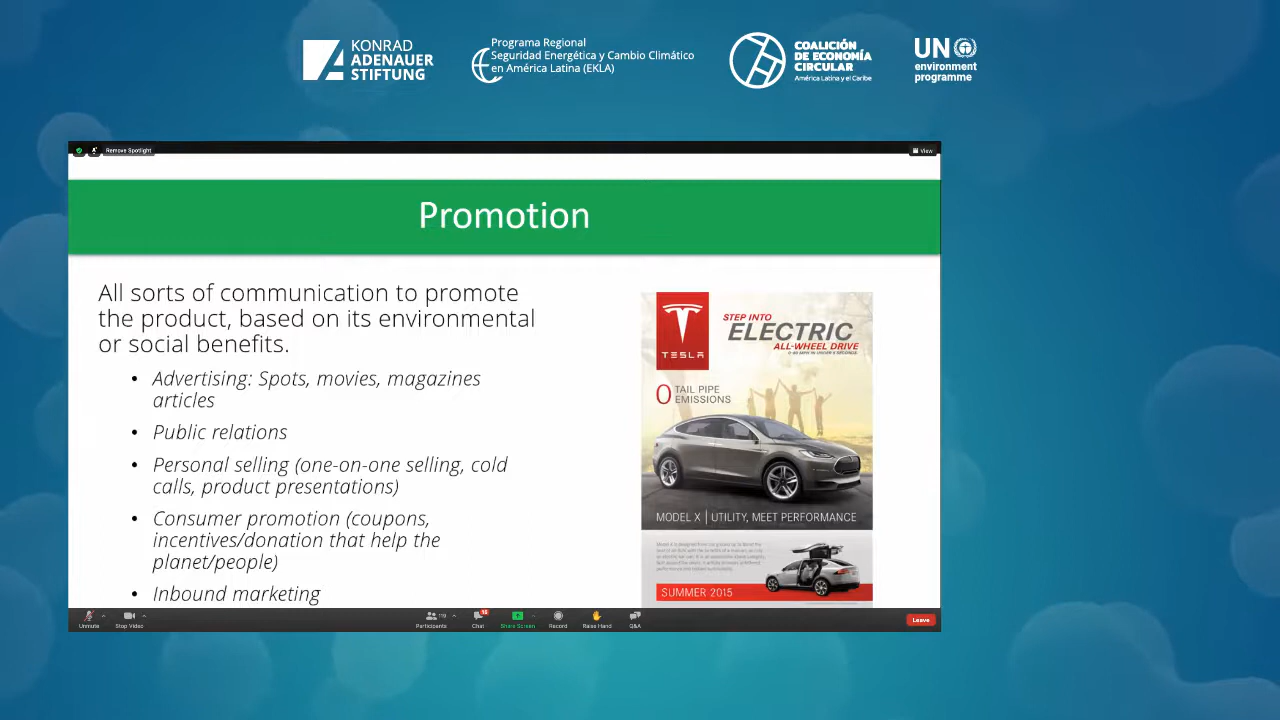 KONRAD
ADENAUER
STIFTUNG
Programa Regional
Seguridad Energética y Cambio Climático
en América Latina (EKLA)
COALICIÓN
DE ECONOMÍA
CIRCULAR
América Latina y el Caribe
UN
environment
programme
Remove Spotlight
View
Promotion
All sorts of communication to promote
the product, based on its environmental
or social benefits.
• Advertising: Spots, movies, magazines
articles
• Public relations
• Personal selling (one-on-one selling, cold
calls, product presentations)
• Consumer promotion (coupons,
incentives/donation that help the
planet/people)
• Inbound marketing
TESLA
STEP INTO
ELECTRIC
ALL-WHEEL DRIVE
0 TAIL PIPE
EMISSIONS
MODEL X | UTILITY, MEET PERFORMANCE
SUMMER 2015
Unmute
Stop Video
Participants
Chat
Share Screen
Record
Raise Hand
Q&A
Leave